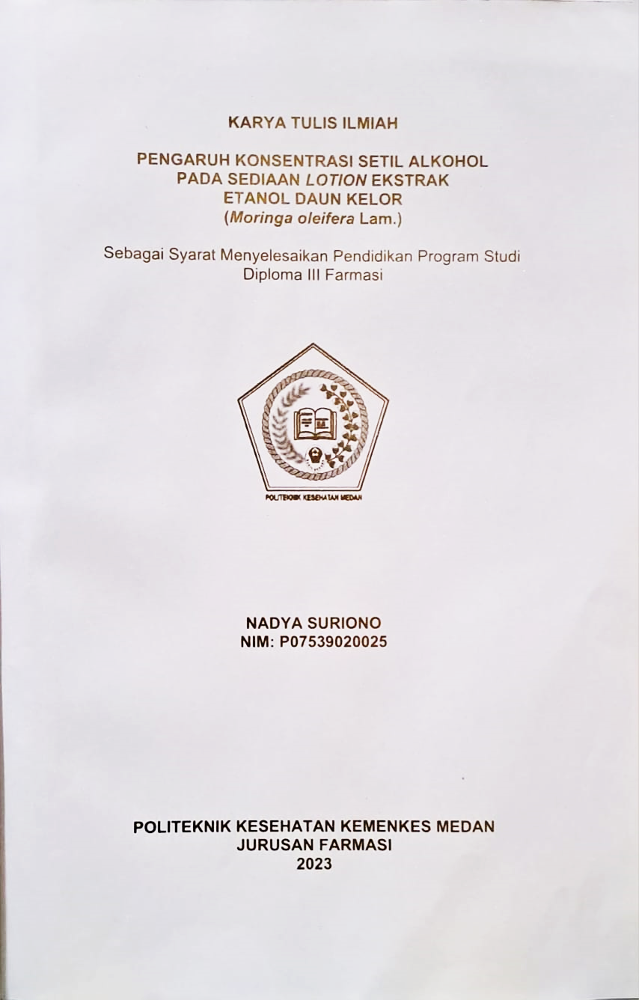 KARYA TULIS ILMIAH
PENGARUH KONSENTRASI SETIL ALKOHOL
PADA SEDIAAN LOTION EKSTRAK
ETANOL DAUN KELOR
(Moringa oleifera Lam.)
Sebagai Syarat Menyelesaikan Pendidikan Program Studi
Diploma III Farmasi
POLITEKNIK KESEHATAN MEDAN
NADYA SURIONO
NIM: P07539020025
POLITEKNIK KESEHATAN KEMENKES MEDAN
JURUSAN FARMASI
2023